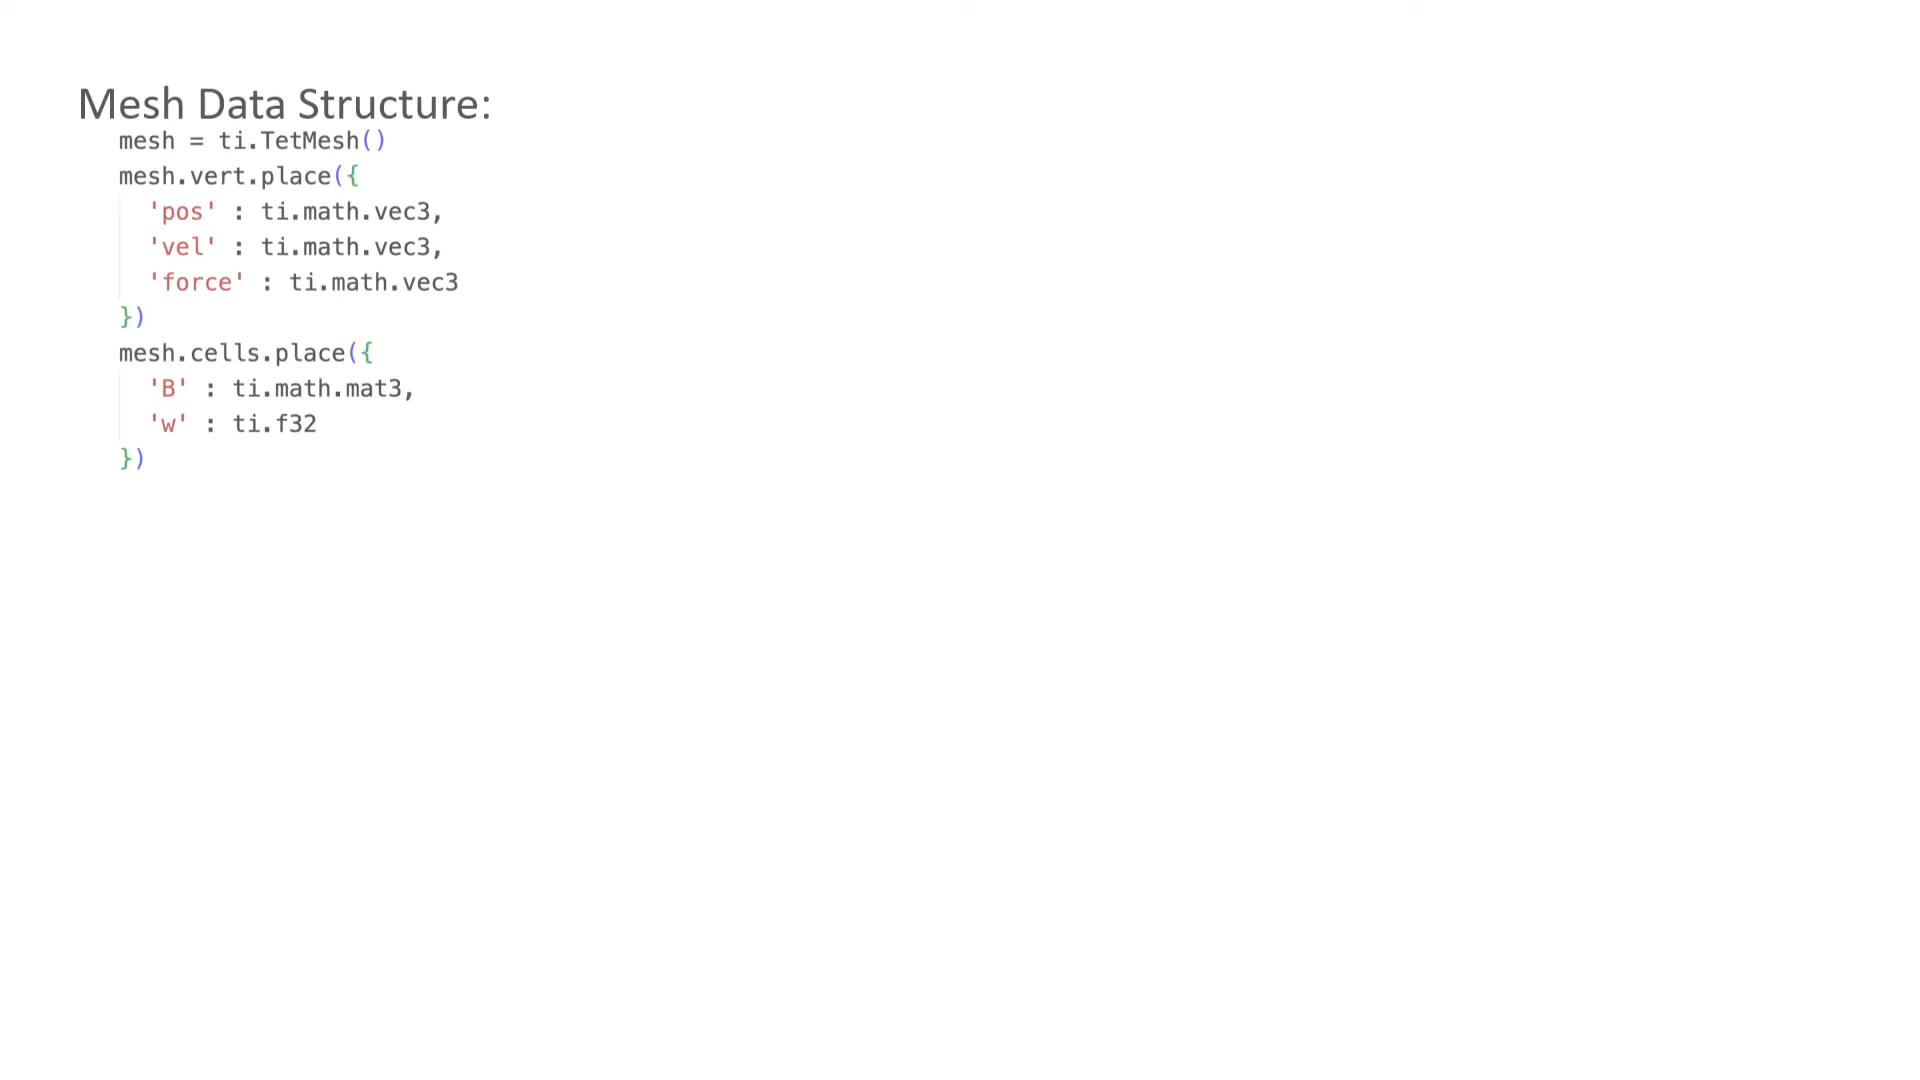 Mesh Data Structure:
mesh = ti.TetMesh()
mesh.vert.place({
  'pos' : ti.math.vec3,
  'vel' : ti.math.vec3,
  'force' : ti.math.vec3
})
mesh.cells.place({
  'B' : ti.math.mat3,
  'w' : ti.f32
})